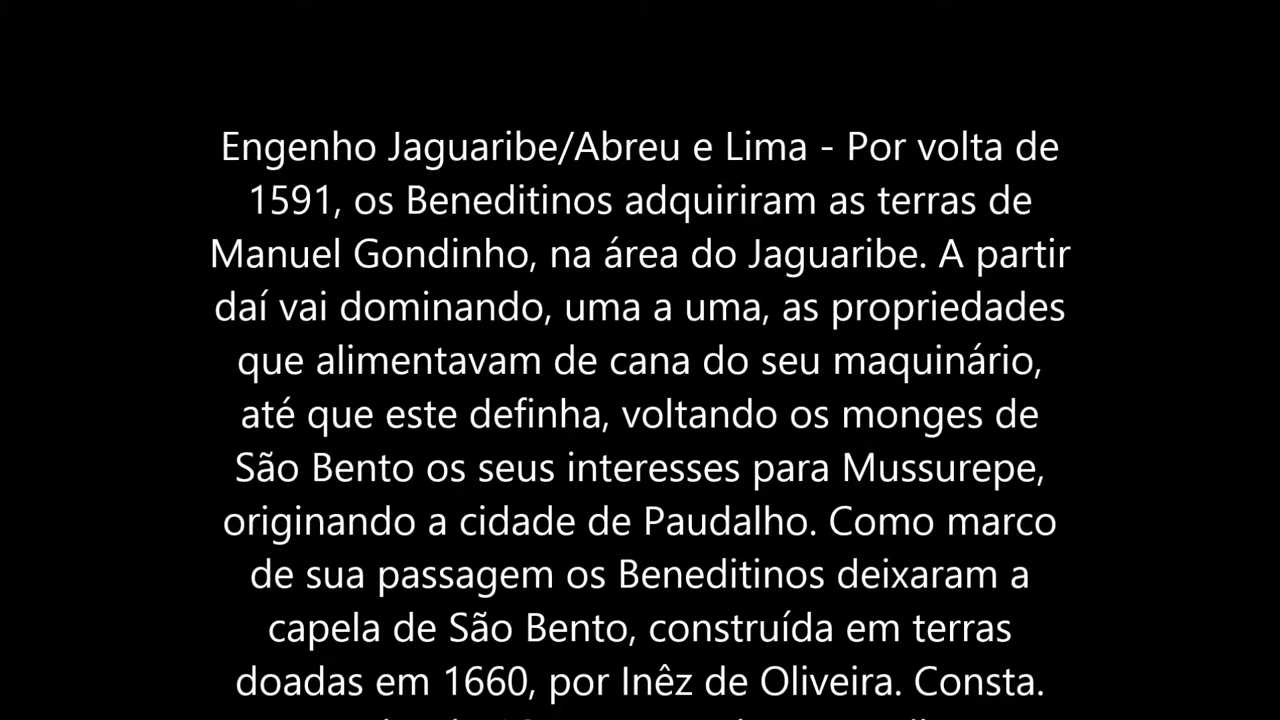 Engenho Jaguaribe/Abreu e Lima - Por volta de
1591, os Beneditinos adquiriram as terras de
Manuel Gondinho, na área do Jaguaribe. A partir
daí vai dominando, uma a uma, as propriedades
que alimentavam de cana do seu maquinário,
até que este definha, voltando os monges de
São Bento os seus interesses para Mussurepe,
originando a cidade de Paudalho. Como marco
de sua passagem os Beneditinos deixaram a
capela de São Bento, construída em terras
doadas em 1660, por Inêz de Oliveira. Consta.